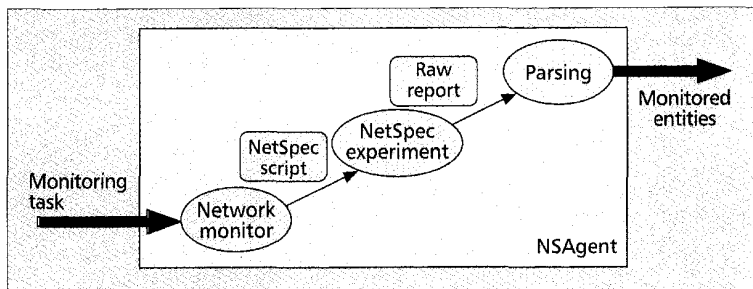 Monitoring
task
Network
monitor
NetSpec
script
NetSpec
experiment
Raw
report
Parsing
Monitored
entities
NSAgent